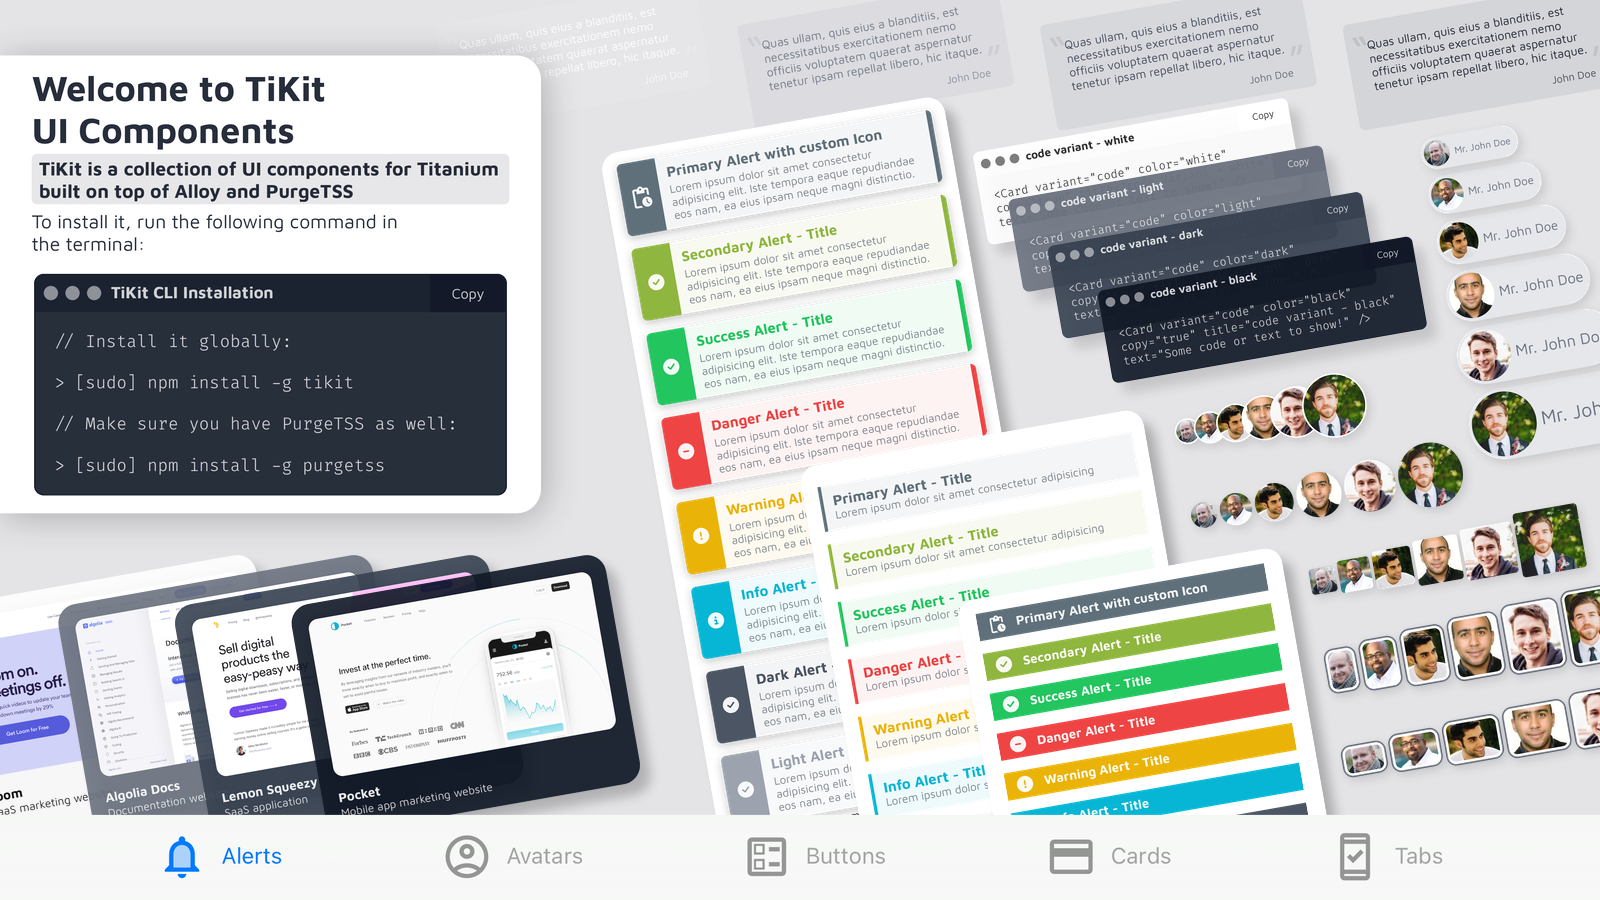 Welcome to TiKit
UI Components
TiKit is a collection of UI components for Titanium
built on top of Alloy and PurgeTSS
To install it, run the following command in
the terminal:
TiKit CLI Installation
Copy
// Install it globally:
> [sudo] npm install -g tikit
// Make sure you have PurgeTSS as well:
> [sudo] npm install -g purgetss
Quas ullam, quis eius a blanditiis, est
necessitatibus exercitationem nemo
officiis voluptatem quaerat aspernatur
tenetur ipsam repellat libero, hic itaque.
John Doe
Quas ullam, quis eius a blanditiis, est
necessitatibus exercitationem nemo
officiis voluptatem quaerat aspernatur
tenetur ipsam repellat libero, hic itaque.
John Doe
Quas ullam, quis eius a blanditiis, est
necessitatibus exercitationem nemo
officiis voluptatem quaerat aspernatur
tenetur ipsam repellat libero, hic itaque.
John Doe
Quas ullam, quis eius a blanditiis, est
exercitationem nemo
quaerat aspernatur
repellat libero, hic itaque.
John Doe
Primary Alert with custom Icon
Lorem ipsum dolor sit amet consectetur
adipisicing elit. Iste tempora eaque repudiandae
eos nam, ea eius ipsam neque magni distinctio.
Secondary Alert - Title
Lorem ipsum dolor sit amet consectetur
adipisicing elit. Iste tempora eaque repudiandae
eos nam, ea eius ipsam neque magni distinctio.
Success Alert - Title
Lorem ipsum dolor sit amet consectetur
adipisicing elit. Iste tempora eaque repudiandae
eos nam, ea eius ipsam neque magni distinctio.
Danger Alert - Title
Lorem ipsum dolor sit amet consectetur
adipisicing elit. Iste tempora eaque repudiandae
eos nam, ea eius ipsam neque magni distinctio.
Warning Al
Lorem ipsum d
adipisicing elit.
eos nam, ea ei
Info Alert -
Lorem ipsum do
adipisicing elit.
eos nam, ea eiu
Dark Alert
Lorem ipsum dol
adipisicing elit. I
eos nam, ea eius
Light Alert
Lorem ipsum dol
adipisicing elit. Is
eos nam, ea eius
Primary Alert - Title
Lorem ipsum dolor sit amet consectetur adipisicing
Secondary Alert - Title
Lorem ipsum dolor sit amet consectetur adipisicing
Success Alert - Title
Lorem ipsum dolor
Danger Alert -
Lorem ipsum dolor
Warning Alert
Lorem ipsum dolor s
Info Alert - Titl
Lorem ipsum dolor s
Primary Alert with custom Icon
Secondary Alert - Title
Success Alert - Title
Danger Alert - Title
Warning Alert - Title
Info Alert - Title
code variant - white
Copy
<Card variant="code" color="white"
code variant - light
Copy
<Card variant="code" color="light"
code variant - dark
Copy
<Card variant="code" color="dark"
copy
text
code variant - black
Copy
<Card variant="code" color="black"
copy="true" title="code variant - black"
text="Some code or text to show!" />
Mr. John Doe
Mr. John Doe
Mr. John Doe
Mr. John Doe
Mr. John Do
Mr. Joh
om on.
eetings off.
Get Loom for Free
oom
aaS marketing web
algolia
Algolia Docs
Documentation we
Sell digital
products the
easy-peasy way
Lemon Squeezy
SaaS application
Pocket
Invest at the perfect time.
Forbes
TechCrunch
CNN
CBS
Pocket
Mobile app marketing website
Alerts
Avatars
Buttons
Cards
Tabs